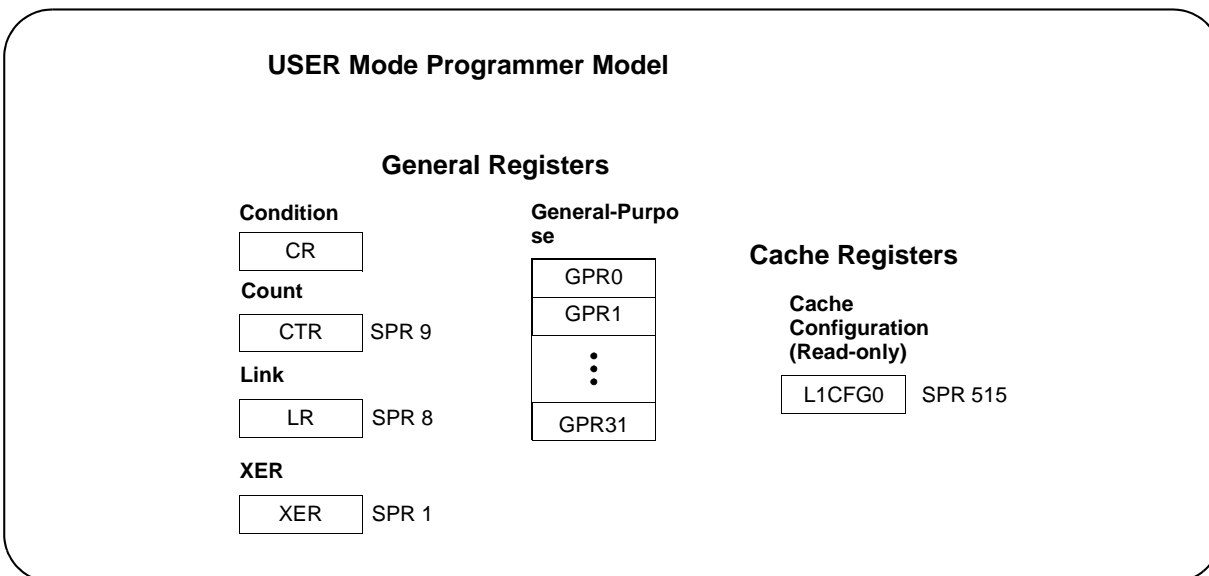 USER Mode Programmer Model
General Registers
Condition
CR
Count
CTR SPR 9
Link
LR SPR 8
XER
XER SPR 1
General-Purpo
se
GPR0
GPR1
GPR31
Cache Registers
Cache
Configuration
(Read-only)
L1CFG0 SPR 515